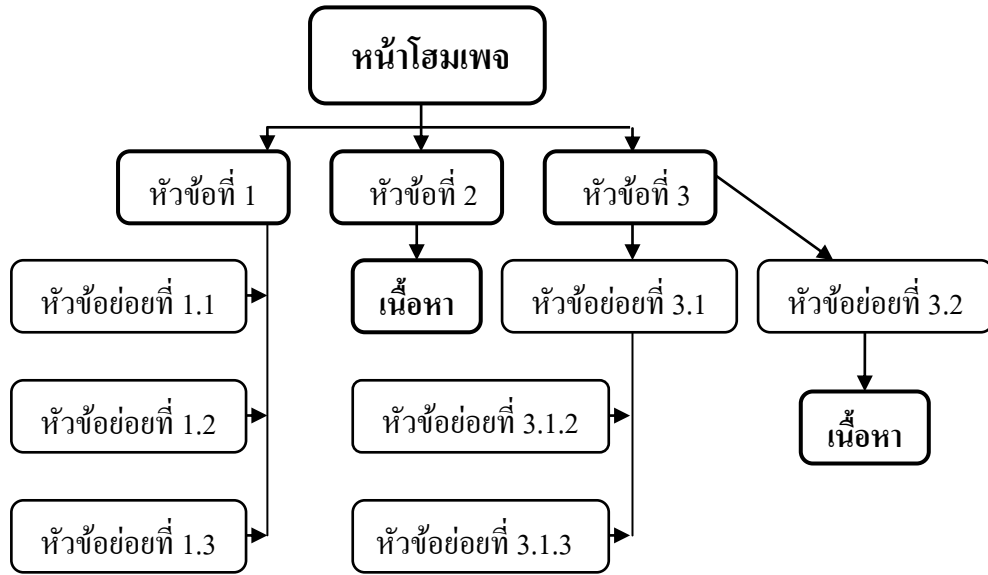 หน้าโฮมเพจ
หัวข้อที่ 1
หัวข้อที่ 2
หัวข้อที่ 3
หัวข้อย่อยที่ 1.1
เนื้อหา
หัวข้อย่อยที่ 3.1
หัวข้อย่อยที่ 3.2
หัวข้อย่อยที่ 1.2
หัวข้อย่อยที่ 3.1.2
เนื้อหา
หัวข้อย่อยที่ 1.3
หัวข้อย่อยที่ 3.1.3